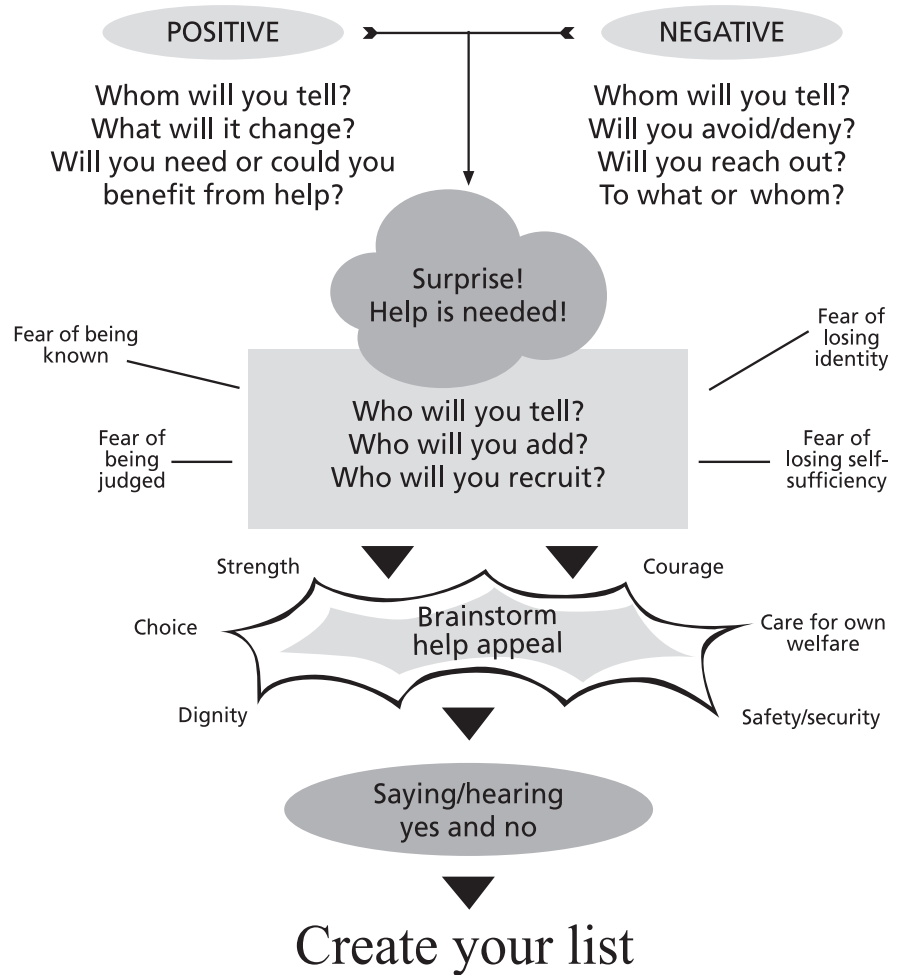 POSITIVE
NEGATIVE
Whom will you tell?
What will it change?
Will you need or could you
benefit from help?
Whom will you tell?
Will you avoid/deny?
Will you reach out?
To what or whom?
Surprise!
Help is needed!
Fear of being
known
Fear of
losing
identity
Who will you tell?
Who will you add?
Who will you recruit?
Fear of
being
judged
Fear of
losing self-
sufficiency
Strength
Courage
Choice
Brainstorm
help appeal
Care for own
welfare
Dignity
Safety/security
Saying/hearing
yes and no
Create your list